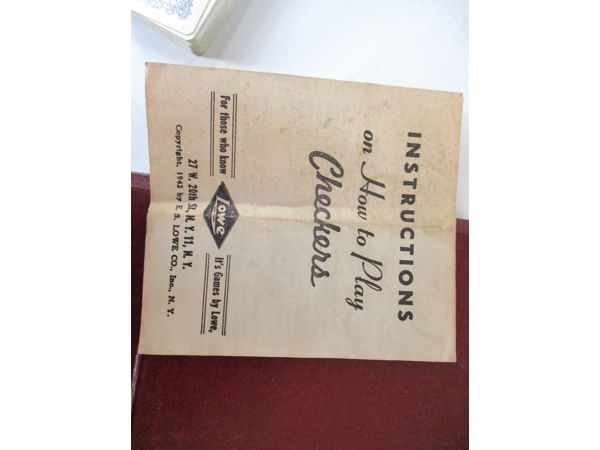 INSTRUCTIONS
on How to Play
Checkers
For those who know
Lowe
It's Games by Lowe,
27 W. 20th St., N. Y. 11, N. Y.
Copyright, 1943 by E. S. LOWE CO., Inc., N. Y.